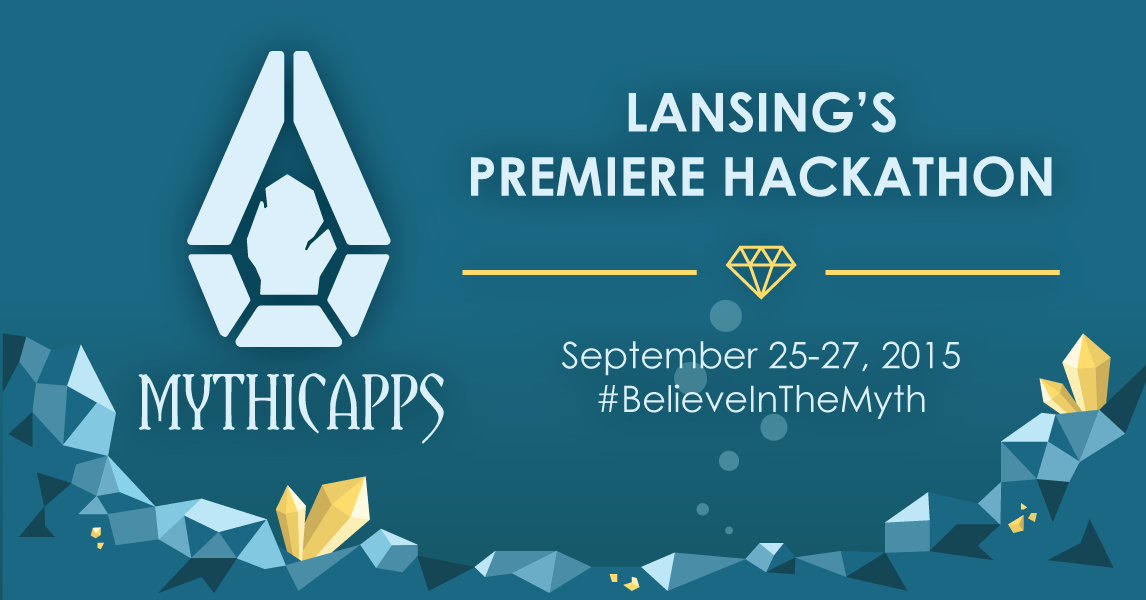 LANSING’S
PREMIERE HACKATHON
MYTHICAPPS
September 25-27, 2015
#BelieveInTheMyth